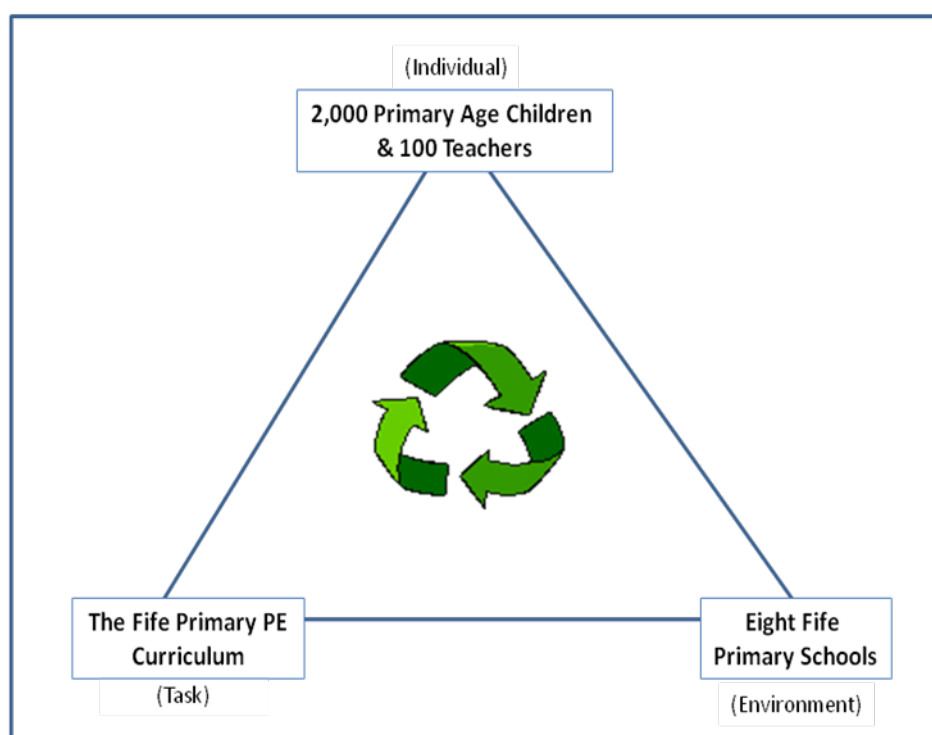 (Individual)
2,000 Primary Age Children
& 100 Teachers
The Fife Primary PE
Curriculum
(Task)
Eight Fife
Primary Schools
(Environment)